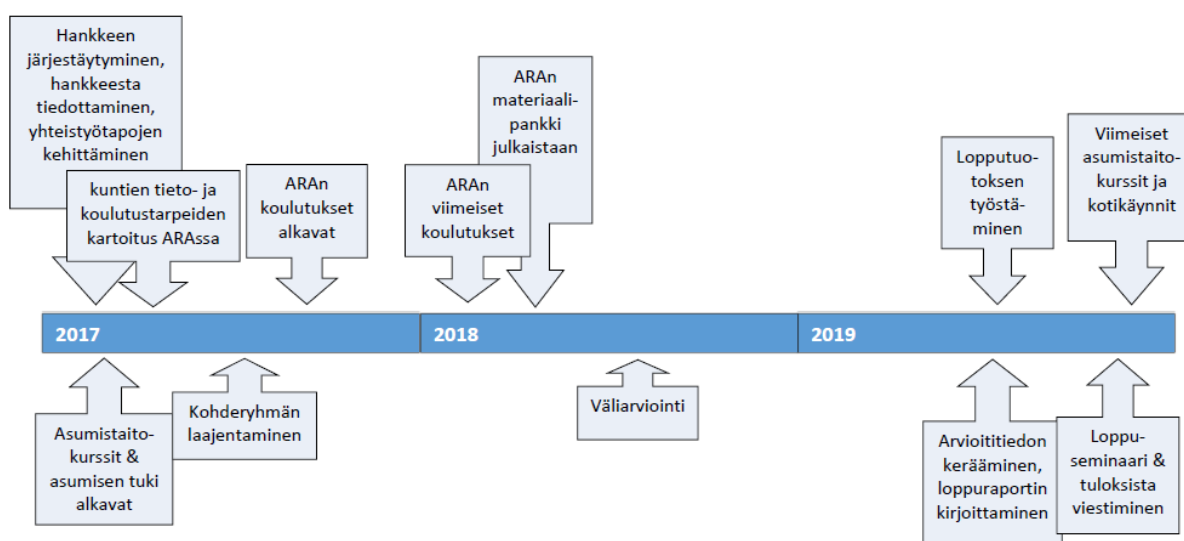 Hankkeen
järjestäytyminen,
hankkeesta
tiedottaminen,
yhteistyötapojen
kehittäminen
kuntien tieto- ja
koulutustarpeiden
kartoitus ARAssa
ARAn
koulutukset
alkavat
ARAn
viimeiset
koulutukset
ARAn
materiaali-
pankki
julkaistaan
Lopputuo-
toksen
työstä-
minen
Viimeiset
asumistaito-
kurssit ja
kotikäynnit
2017
2018
2019
Asumistaito-
kurssit &
asumisen tuki
alkavat
Kohderyhmän
laajentaminen
Väliarviointi
Arvioititiedon
kerääminen,
loppuraportin
kirjoittaminen
Loppu-
seminaari &
tuloksista
viestiminen